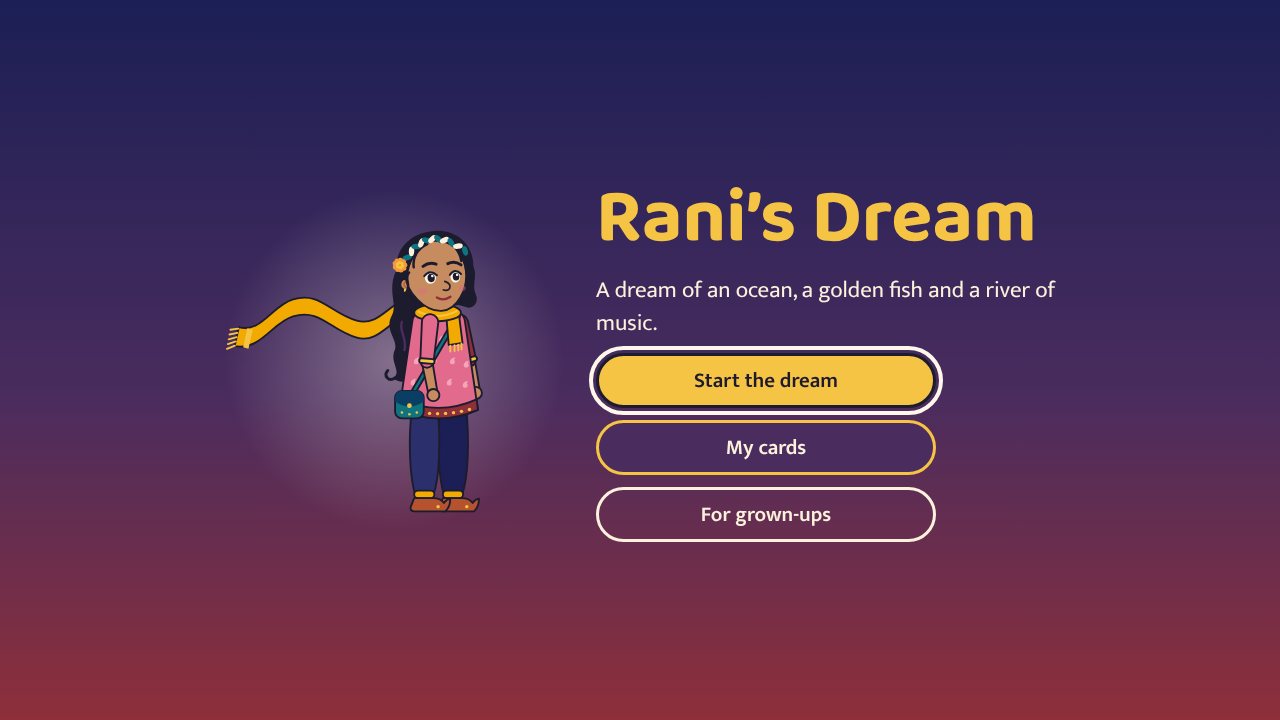 Rani’s Dream
A dream of an ocean, a golden fish and a river of
music.
Start the dream
My cards
For grown-ups